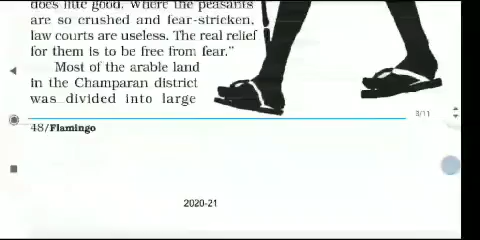 does little good. Where the peasants
are so crushed and fear-stricken,
law courts are useless. The real relief
for them is to be free from fear.”
Most of the arable land
in the Champaran district
was divided into large
3/11
48/Flamingo
2020-21